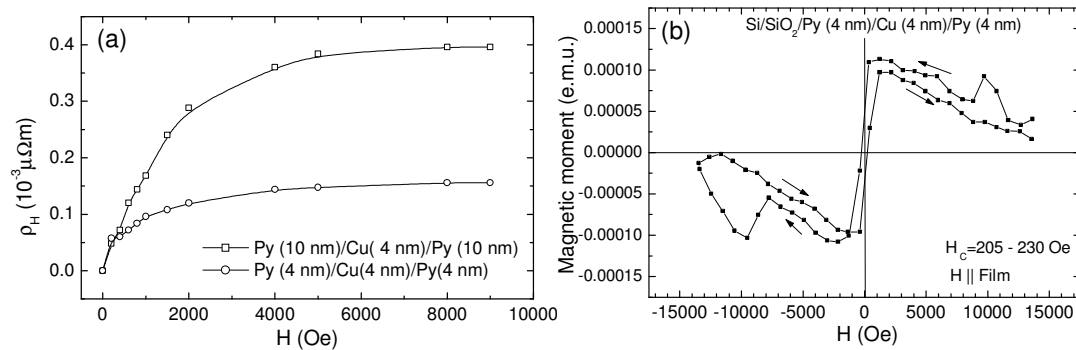 (a)
0.4
0.3
0.2
0.1
0.0
ρH (10⁻³μΩm)
Py (10 nm)/Cu( 4 nm)/Py (10 nm)
Py (4 nm)/Cu(4 nm)/Py(4 nm)
0 2000 4000 6000 8000 10000
H (Oe)
(b)
Si/SiO₂/Py (4 nm)/Cu (4 nm)/Py (4 nm)
0.00015
0.00010
0.00005
0.00000
-0.00005
-0.00010
-0.00015
Magnetic moment (e.m.u.)
H_C=205 - 230 Oe
H || Film
-15000 -10000 -5000 0 5000 10000 15000
H (Oe)